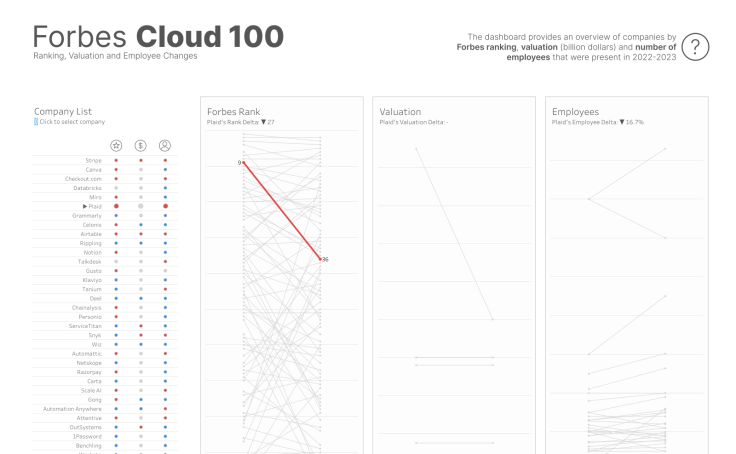 Forbes Cloud 100
Ranking, Valuation and Employee Changes
The dashboard provides an overview of companies by
Forbes ranking, valuation (billion dollars) and number of
employees that were present in 2022-2023
?
Company List
Click to select company
$
Stripe
Canva
Checkout.com
Databricks
Miro
▶ Plaid
Grammarly
Celonis
Airtable
Rippling
Notion
Talkdesk
Gusto
Klaviyo
Tanium
Deel
Chainalysis
Personio
ServiceTitan
Snyk
Wiz
Automattic
Netskope
Razorpay
Carta
Scale AI
Gong
Automation Anywhere
Attentive
OutSystems
1Password
Benchling
Forbes Rank
Plaid's Rank Delta: ▼ 27
9
36
Valuation
Plaid's Valuation Delta: -
Employees
Plaid's Employee Delta: ▼ 16.7%